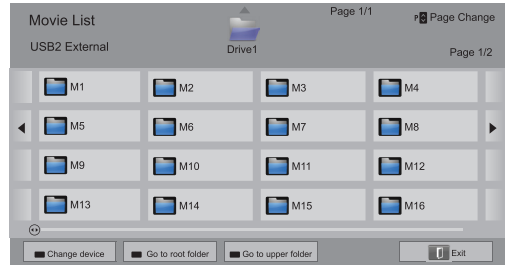 Movie List
Page 1/1
P Page Change
USB2 External
Drive1
Page 1/2
M1 M2 M3 M4
M5 M6 M7 M8
M9 M10 M11 M12
M13 M14 M15 M16
Change device Go to root folder Go to upper folder Exit